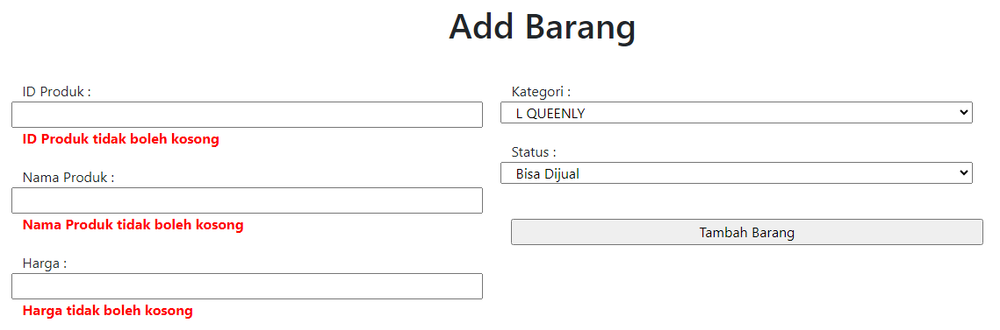 Add Barang
ID Produk :
ID Produk tidak boleh kosong
Nama Produk :
Nama Produk tidak boleh kosong
Harga :
Harga tidak boleh kosong
Kategori :
L QUEENLY
Status :
Bisa Dijual
Tambah Barang